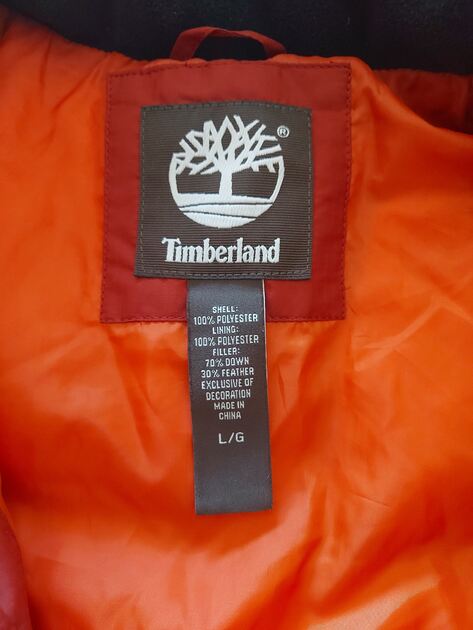 ®
Timberland
SHELL:
100% POLYESTER
LINING:
100% POLYESTER
FILLER:
70% DOWN
30% FEATHER
EXCLUSIVE OF
DECORATION
MADE IN
CHINA
L/G